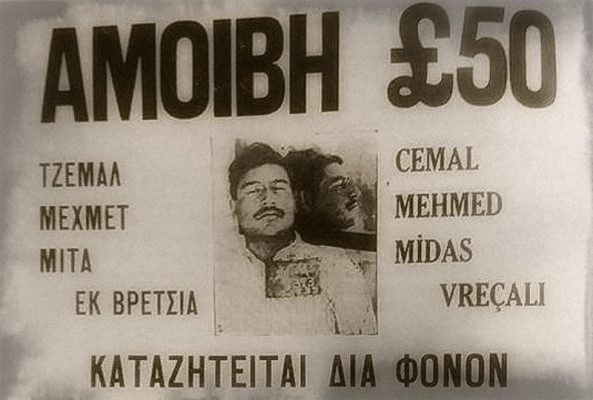 ΑΜΟΙΒΗ £50
ΤΖΕΜΑΛ
ΜΕΧΜΕΤ
ΜΙΤΑ
ΕΚ ΒΡΕΤΣΙΑ
CEMAL
MEHMED
MİDAS
VREÇALI
ΚΑΤΑΖΗΤΕΙΤΑΙ ΔΙΑ ΦΟΝΟΝ